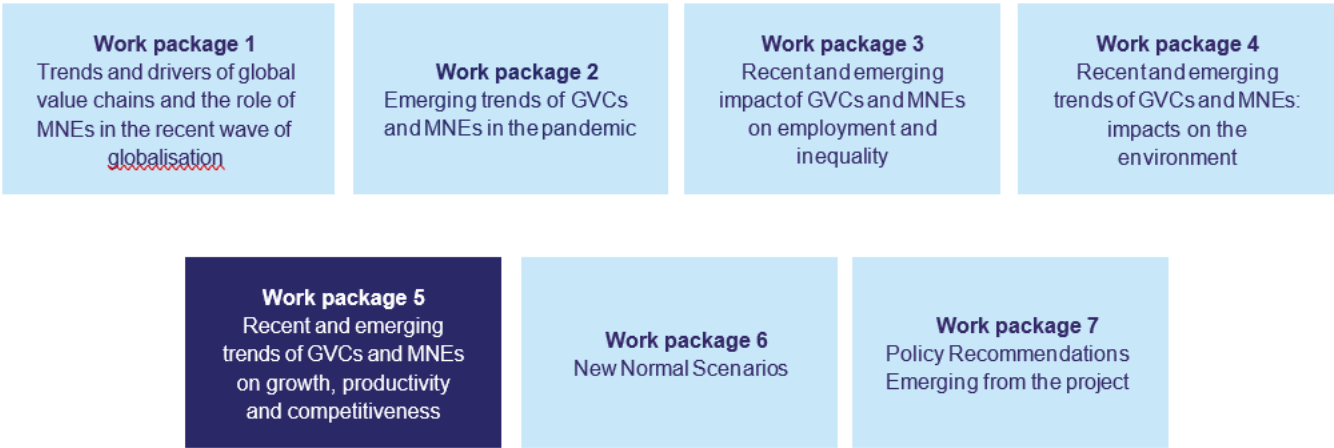 Work package 1
Trends and drivers of global
value chains and the role of
MNEs in the recent wave of
globalisation
Work package 2
Emerging trends of GVCs
and MNEs in the pandemic
Work package 3
Recent and emerging
impact of GVCs and MNEs
on employment and
inequality
Work package 4
Recent and emerging
trends of GVCs and MNEs:
impacts on the
environment
Work package 5
Recent and emerging
trends of GVCs and MNEs
on growth, productivity
and competitiveness
Work package 6
New Normal Scenarios
Work package 7
Policy Recommendations
Emerging from the project